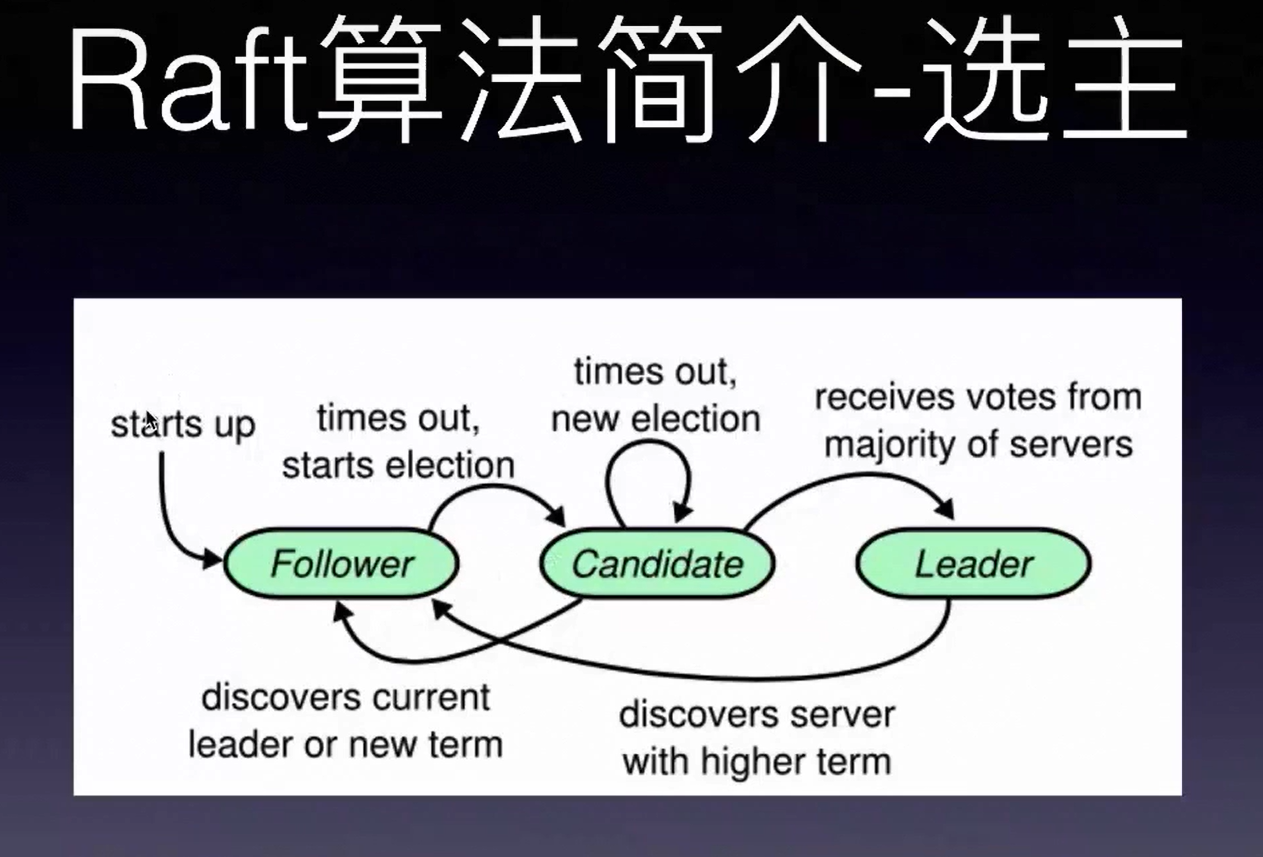 Raft算法简介-选主
starts up
times out,
starts election
times out,
new election
receives votes from
majority of servers
Follower
Candidate
Leader
discovers current
leader or new term
discovers server
with higher term